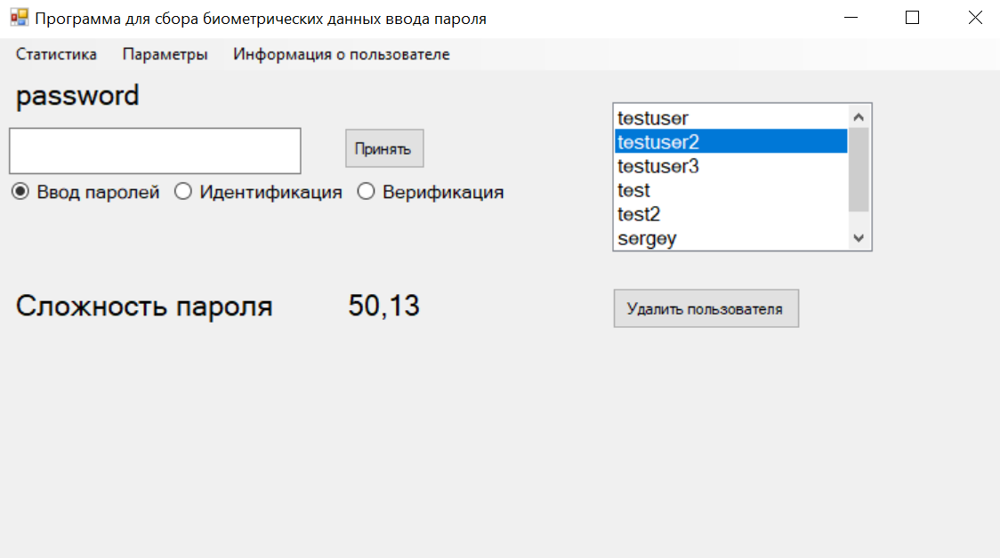 Программа для сбора биометрических данных ввода пароля
Статистика Параметры Информация о пользователе
password
Принять
Ввод паролей Идентификация Верификация
testuser
testuser2
testuser3
test
test2
sergey
Сложность пароля 50,13
Удалить пользователя